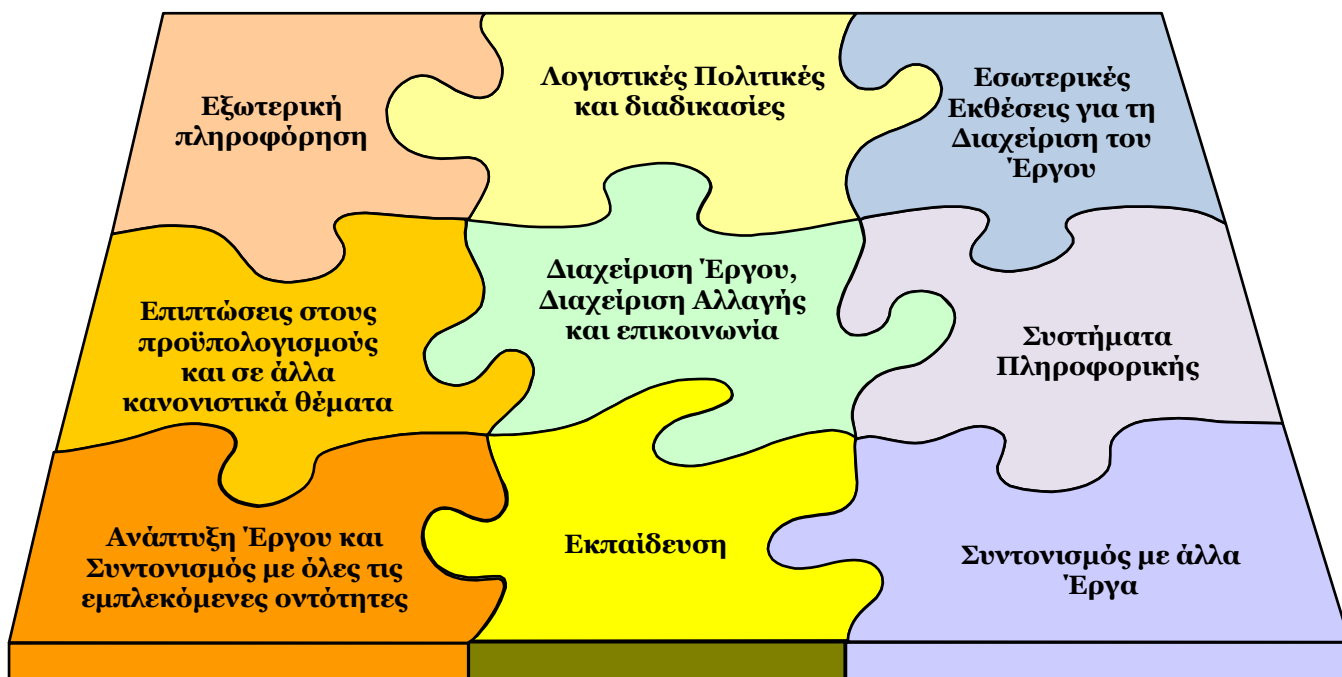 Εξωτερική
πληροφόρηση
Λογιστικές Πολιτικές
και διαδικασίες
Εσωτερικές
Εκθέσεις για τη
Διαχείριση του
Έργου
Επιπτώσεις στους
προϋπολογισμούς
και σε άλλα
κανονιστικά θέματα
Διαχείριση Έργου,
Διαχείριση Αλλαγής
και επικοινωνία
Συστήματα
Πληροφορικής
Ανάπτυξη Έργου και
Συντονισμός με όλες τις
εμπλεκόμενες οντότητες
Εκπαίδευση
Συντονισμός με άλλα
Έργα